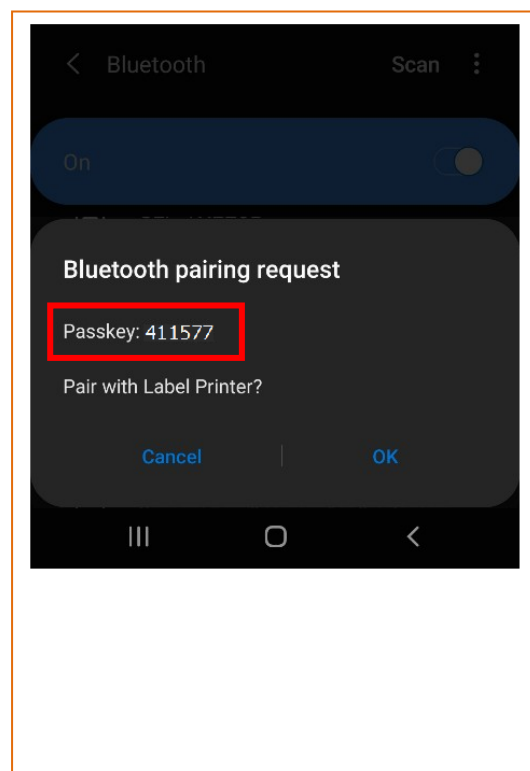 Bluetooth Scan
On
Bluetooth pairing request
Passkey: 411577
Pair with Label Printer?
Cancel OK